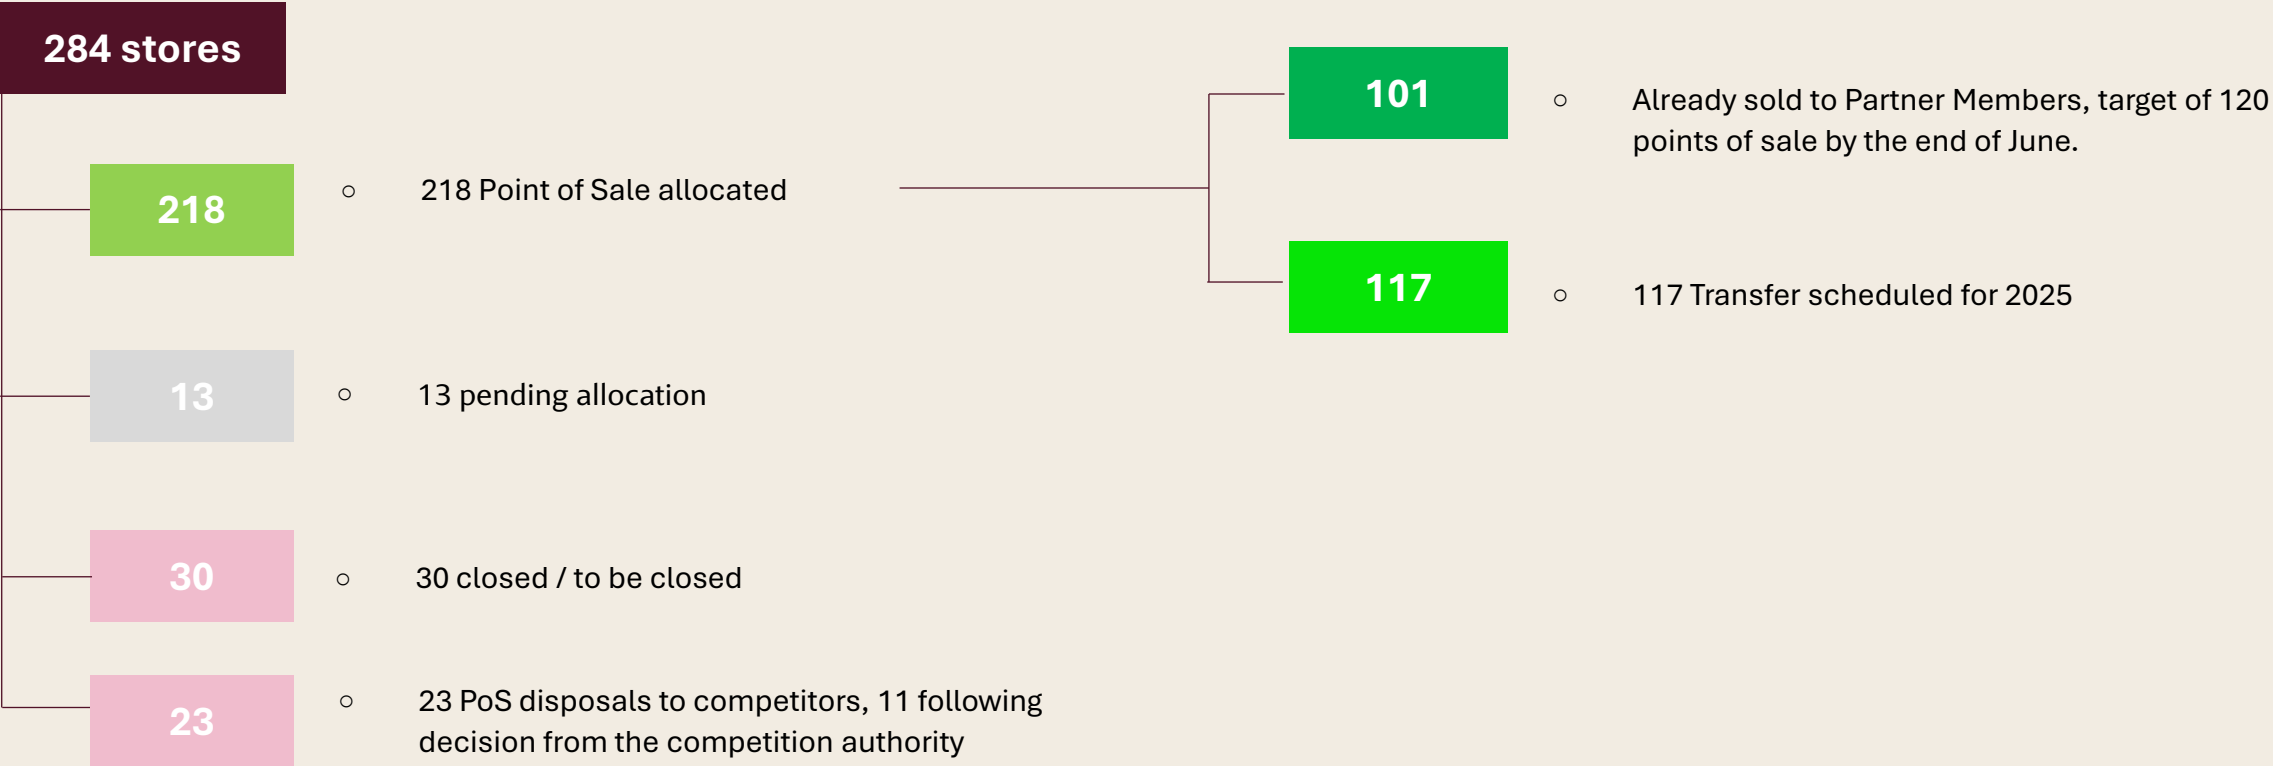 284 stores
218
○ 218 Point of Sale allocated
101
○ Already sold to Partner Members, target of 120
points of sale by the end of June.
117
○ 117 Transfer scheduled for 2025
13
○ 13 pending allocation
30
○ 30 closed / to be closed
23
○ 23 PoS disposals to competitors, 11 following
decision from the competition authority